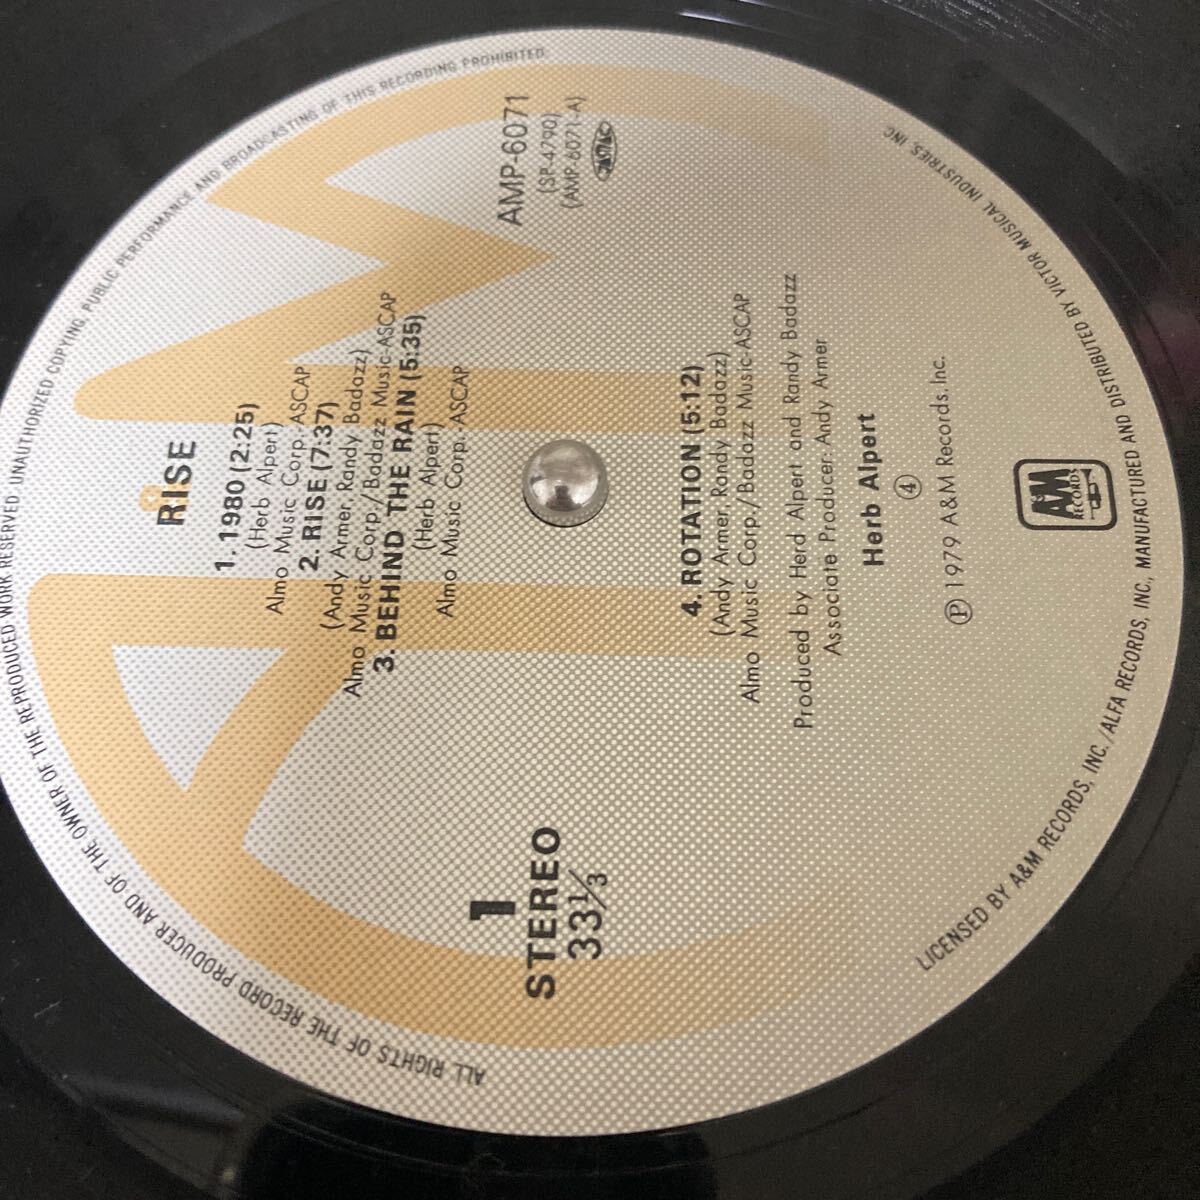 RISE
1. 1980 (2:25)
(Herb Alpert)
Almo Music Corp. ASCAP
2. RISE (7:37)
(Andy Armer Randy Badazz)
Almo Music Corp./Badazz Music-ASCAP
3. BEHIND THE RAIN (5:35)
(Herb Alpert)
Almo Music Corp. ASCAP
AMP-6071
(SP-4790)
(AMP-6071-A)
1
STEREO
33⅓
4. ROTATION (5:12)
(Andy Armer Randy Badazz)
Almo Music Corp/Badazz Music-ASCAP
Produced by Herd Alpert and Randy Badazz
Associate Producer: Andy Armer
Herb Alpert
④
Ⓟ 1979 A&M Records. Inc.
A&M
RECORDS
ALL RIGHTS OF THE RECORD PRODUCER AND OF THE OWNER OF THE REPRODUCED WORK RESERVED UNAUTHORIZED COPYING, PUBLIC PERFORMANCE AND BROADCASTING OF THIS RECORDING PROHIBITED
LICENSED BY A&M RECORDS, INC./ALFA RECORDS, INC., MANUFACTURED AND DISTRIBUTED BY VICTOR MUSICAL INDUSTRIES, INC.